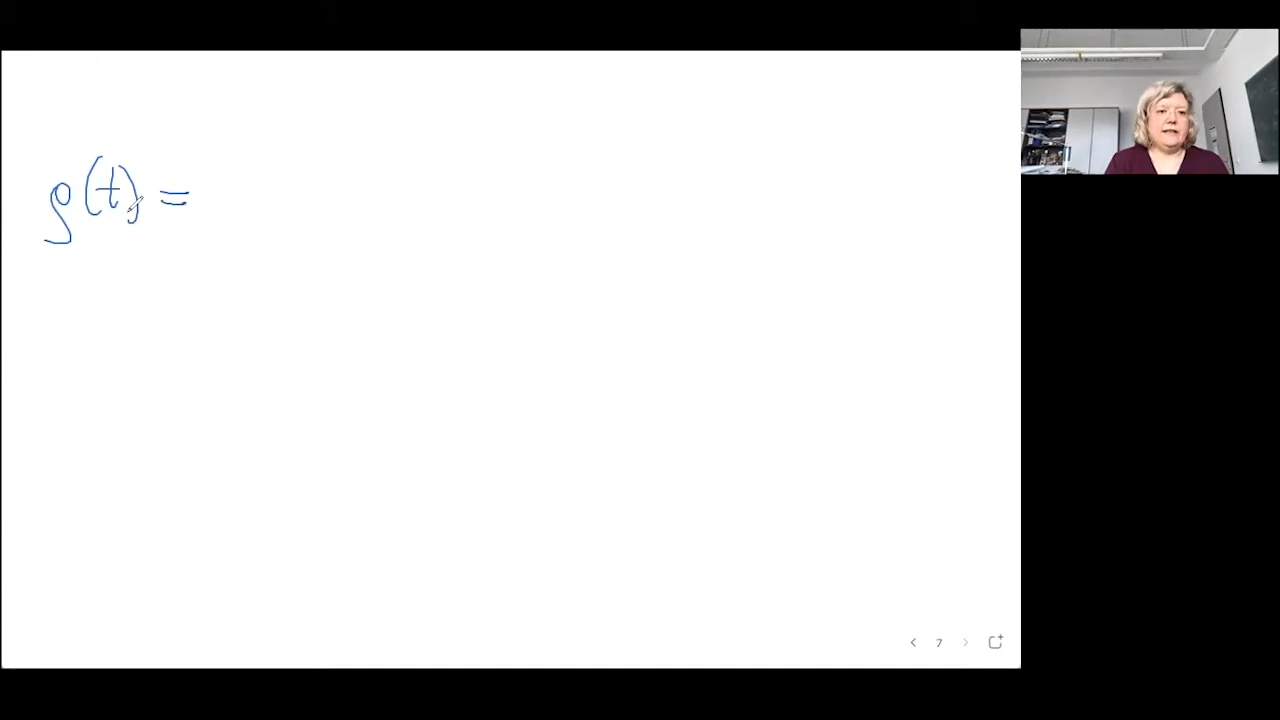 ρ(t) =
7